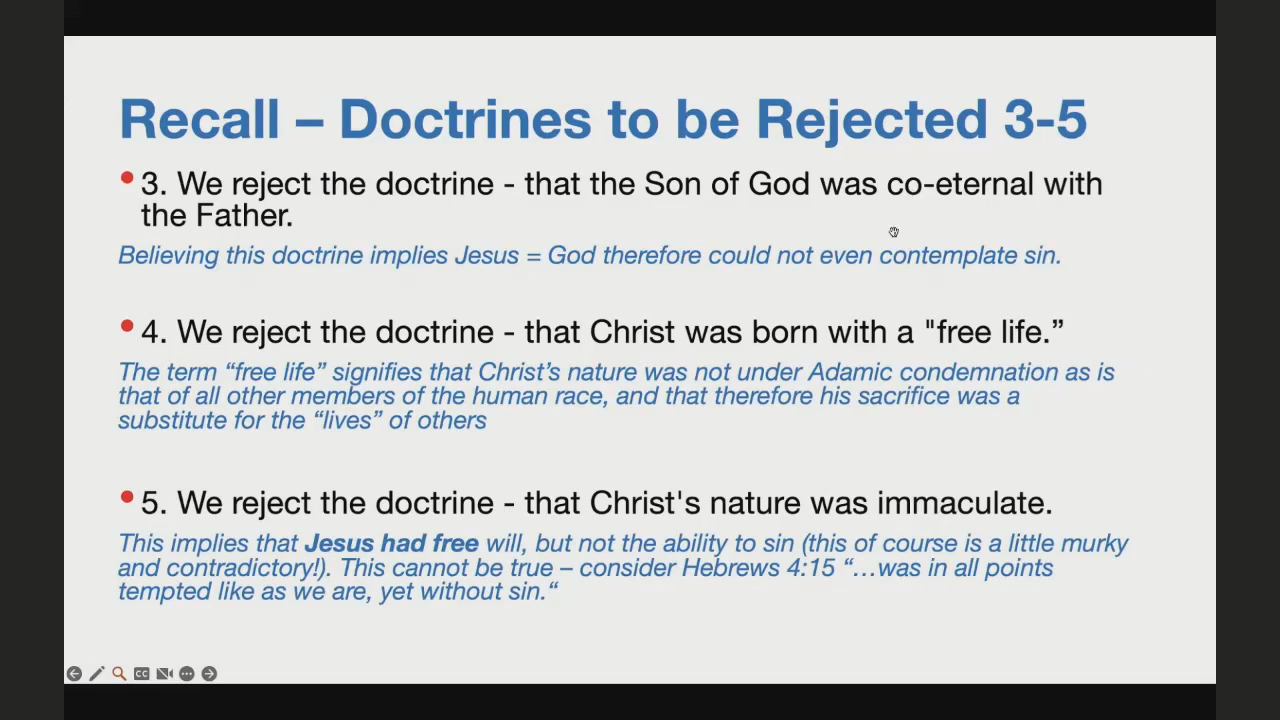 Recall – Doctrines to be Rejected 3-5
• 3. We reject the doctrine - that the Son of God was co-eternal with
the Father.
Believing this doctrine implies Jesus = God therefore could not even contemplate sin.
• 4. We reject the doctrine - that Christ was born with a "free life.”
The term “free life” signifies that Christ’s nature was not under Adamic condemnation as is
that of all other members of the human race, and that therefore his sacrifice was a
substitute for the “lives” of others
• 5. We reject the doctrine - that Christ's nature was immaculate.
This implies that Jesus had free will, but not the ability to sin (this of course is a little murky
and contradictory!). This cannot be true – consider Hebrews 4:15 “…was in all points
tempted like as we are, yet without sin.“
CC